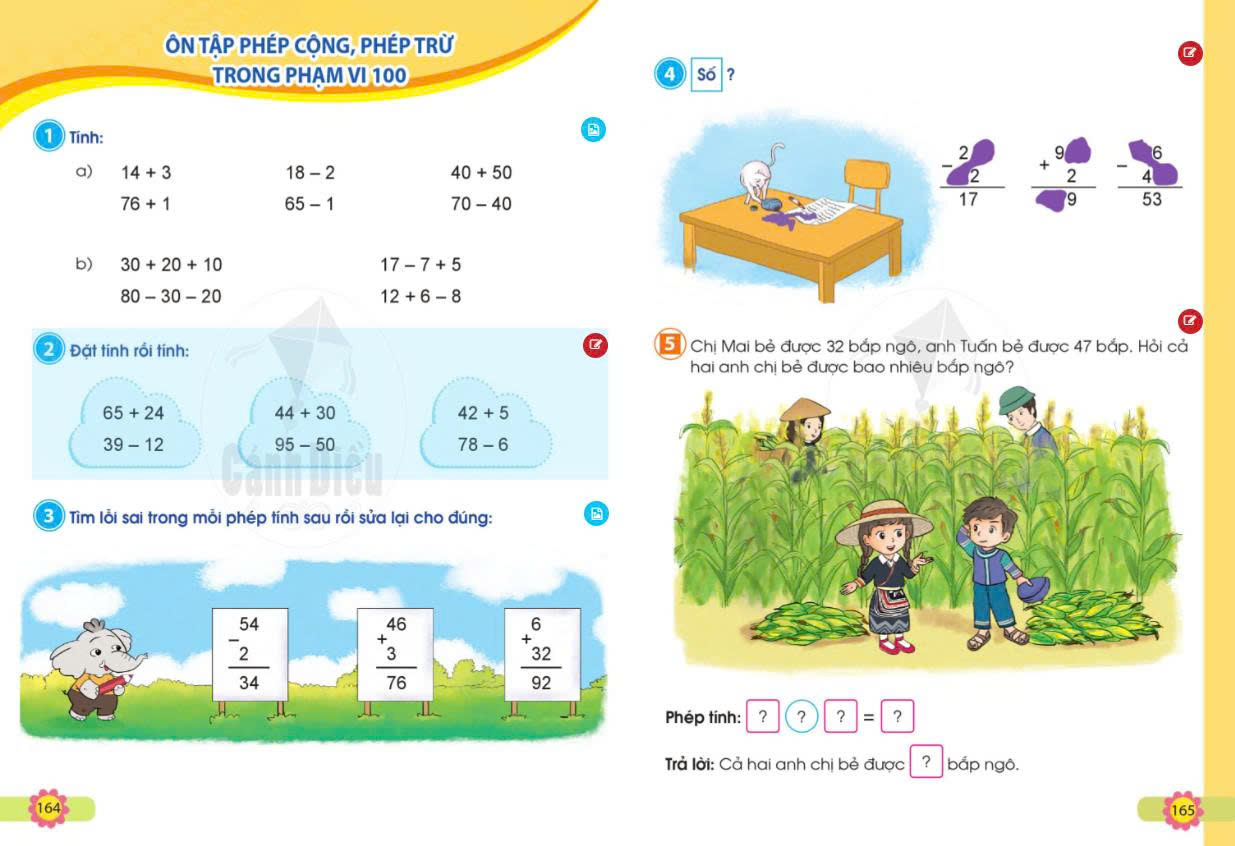 ÔN TẬP PHÉP CỘNG, PHÉP TRỪ
TRONG PHẠM VI 100
1 Tính:
a) 14 + 3 18 – 2 40 + 50
76 + 1 65 – 1 70 – 40
b) 30 + 20 + 10 17 – 7 + 5
80 – 30 – 20 12 + 6 – 8
2 Đặt tính rồi tính:
65 + 24 44 + 30 42 + 5
39 – 12 95 – 50 78 – 6
Cánh Diều
3 Tìm lỗi sai trong mỗi phép tính sau rồi sửa lại cho đúng:
54 46 6
– + +
2 3 32
34 76 92
164
4 Số ?
2 9 6
– + –
2 2 4
17 9 53
5 Chị Mai bẻ được 32 bắp ngô, anh Tuấn bẻ được 47 bắp. Hỏi cả
hai anh chị bẻ được bao nhiêu bắp ngô?
Phép tính: ? ? ? = ?
Trả lời: Cả hai anh chị bẻ được ? bắp ngô.
165